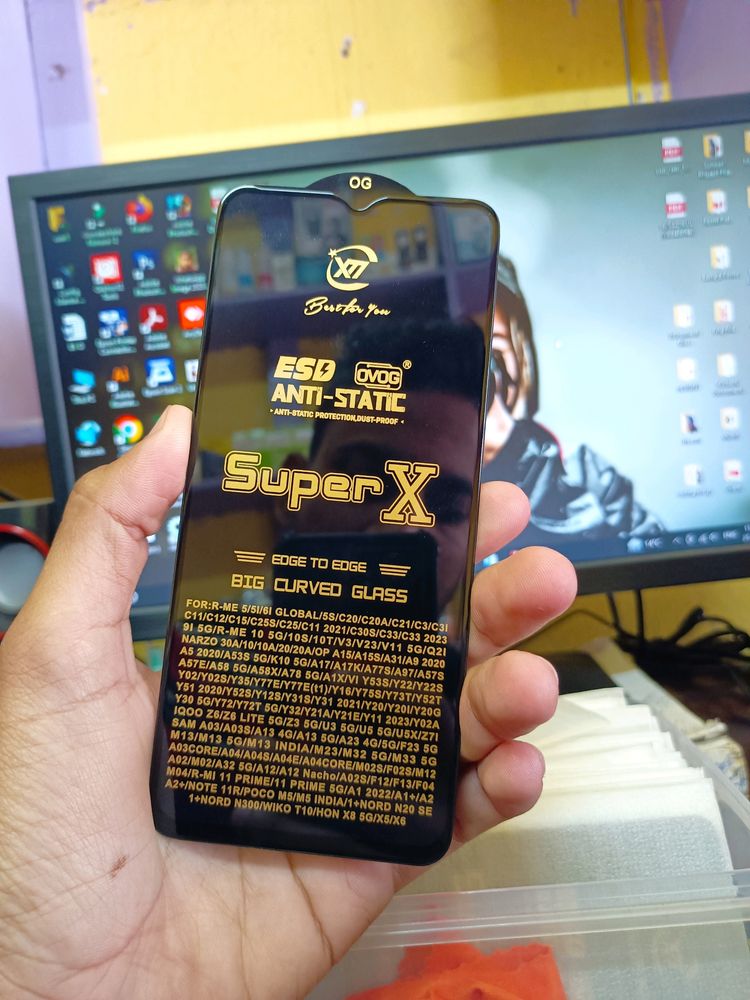 OG
X77
Best for You
ESD OVOG®
ANTI-STATIC
ANTI-STATIC PROTECTION,DUST-PROOF
Super X
EDGE TO EDGE
BIG CURVED GLASS
FOR:R-ME 5/5I/6I GLOBAL/5S/C20/C20A/C21/C3/C3I
C11/C12/C15/C25S/C25/C11 2021/C30S/C33/C33 2023
9I 5G/R-ME 10 5G/10S/10T/V3/V23/V11 5G/Q2I
NARZO 30A/10/10A/20/20A/OP A15/A15S/A31/A9 2020
A5 2020/A53S 5G/K10 5G/A17/A17K/A77S/A97/A57S
A57E/A58 5G/A58X/A78 5G/A1X/VI Y53S/Y22/Y22S
Y02/Y02S/Y35/Y77E/Y77E(t1)/Y16/Y75S/Y73T/Y52T
Y51 2020/Y52S/Y12S/Y31S/Y31 2021/Y20/Y20I/Y20G
Y30 5G/Y72/Y72T 5G/Y32/Y21A/Y21E/Y11 2023/Y02A
IQOO Z6/Z6 LITE 5G/Z3 5G/U3 5G/U5 5G/U5X/Z7I
SAM A03/A03S/A13 4G/A13 5G/A23 4G/5G/F23 5G
M13/M13 5G/M13 INDIA/M23/M32 5G/M33 5G
A03CORE/A04/A04S/A04E/A04CORE/M02S/F02S/M12
A02/M02/A32 5G/A12/A12 Nacho/A02S/F12/F13/F04
M04/R-MI 11 PRIME/11 PRIME 5G/A1 2022/A1+/A2
A2+/NOTE 11R/POCO M5/M5 INDIA/1+NORD N20 SE
1+NORD N300/WIKO T10/HON X8 5G/X5/X6